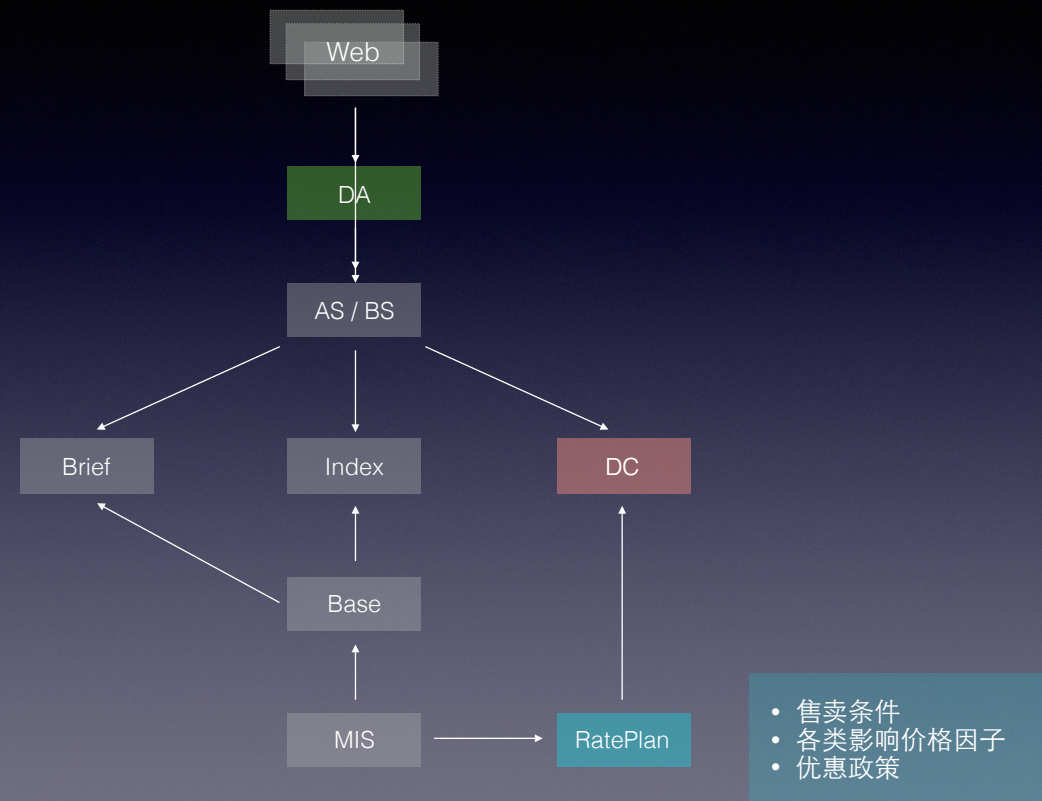 Web
DA
AS / BS
Brief
Index
DC
Base
MIS
RatePlan
• 售卖条件
• 各类影响价格因子
• 优惠政策